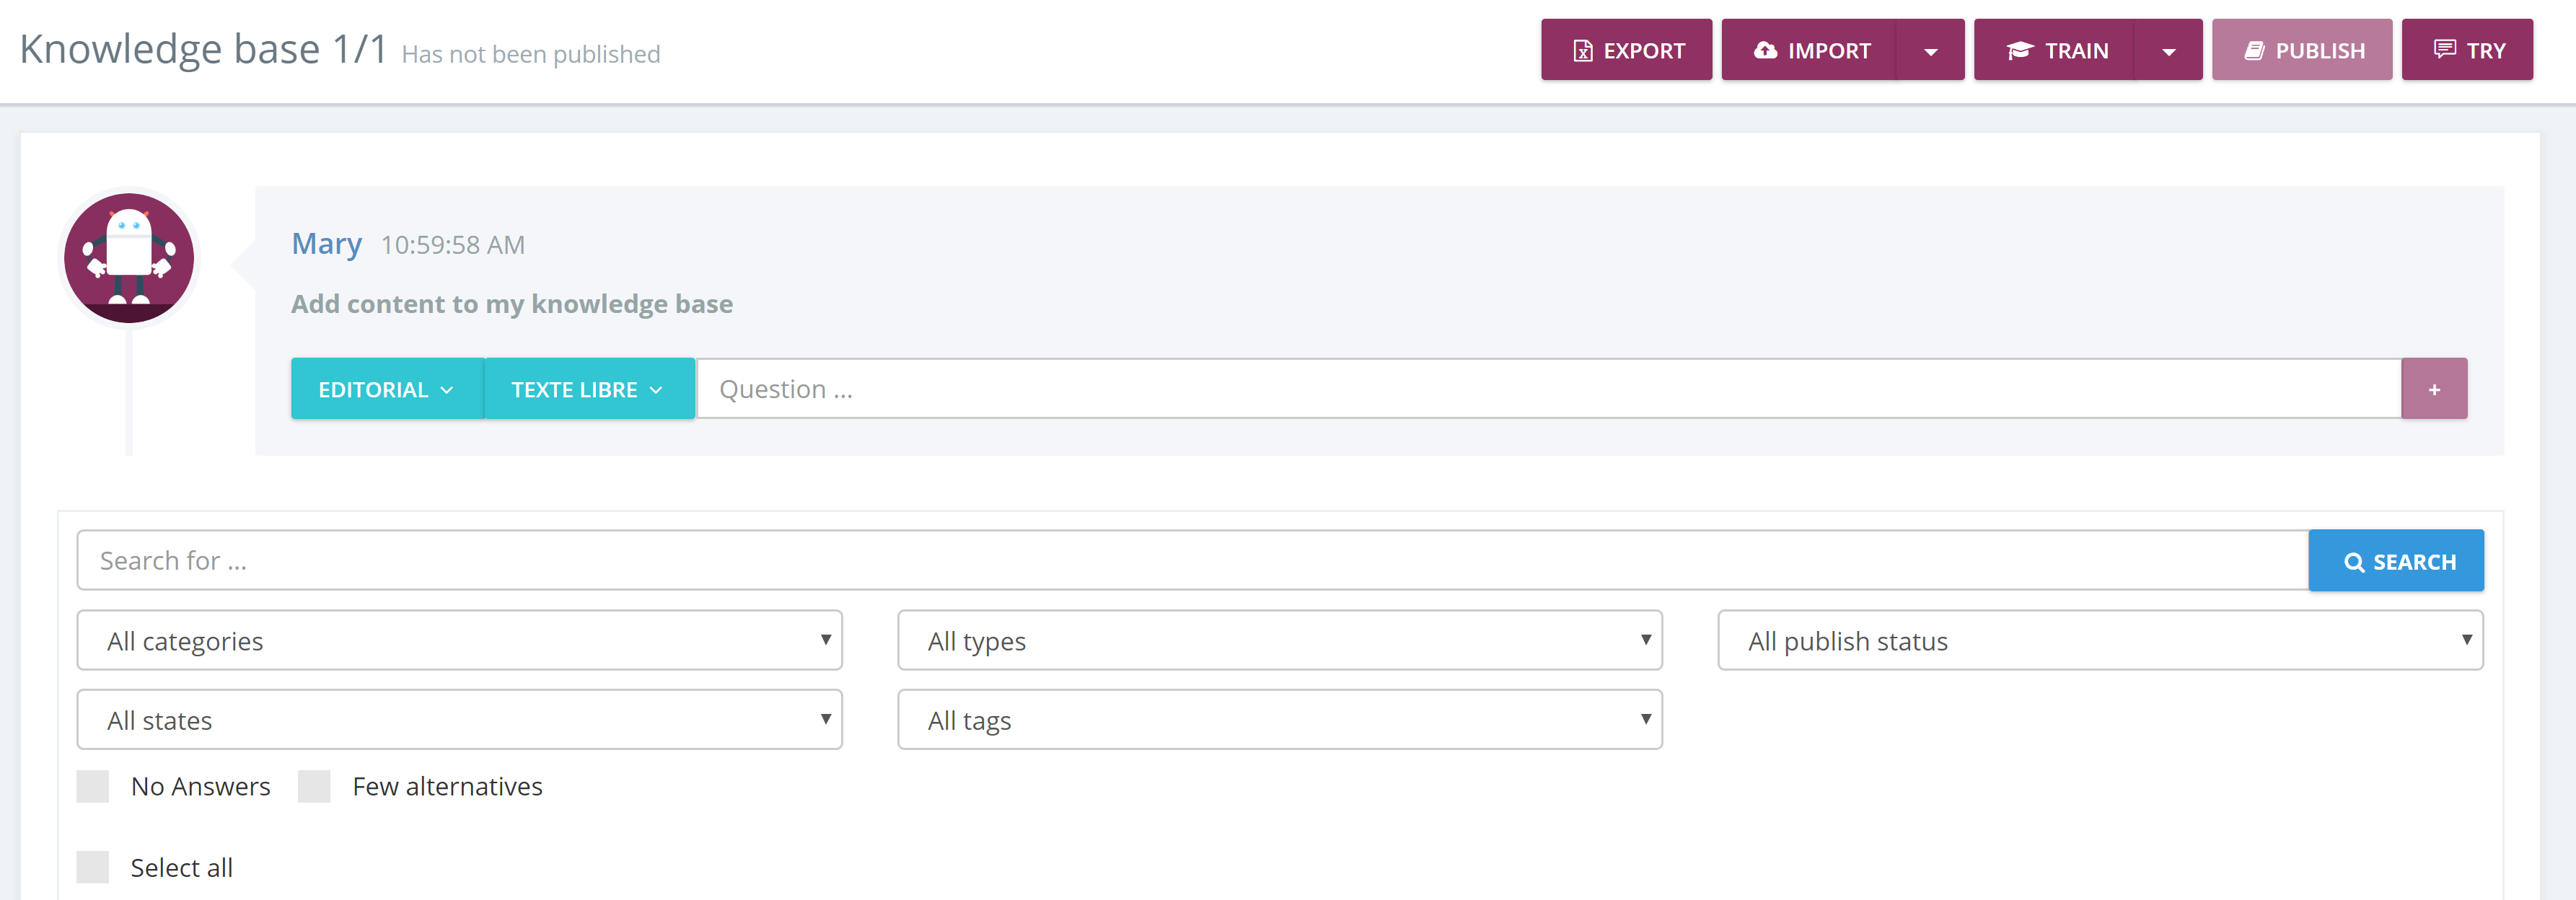 Knowledge base 1/1 Has not been published EXPORT IMPORT TRAIN PUBLISH TRY
Mary 10:59:58 AM
Add content to my knowledge base
EDITORIAL TEXTE LIBRE Question ... +
Search for ... SEARCH
All categories All types All publish status
All states All tags
No Answers Few alternatives
Select all